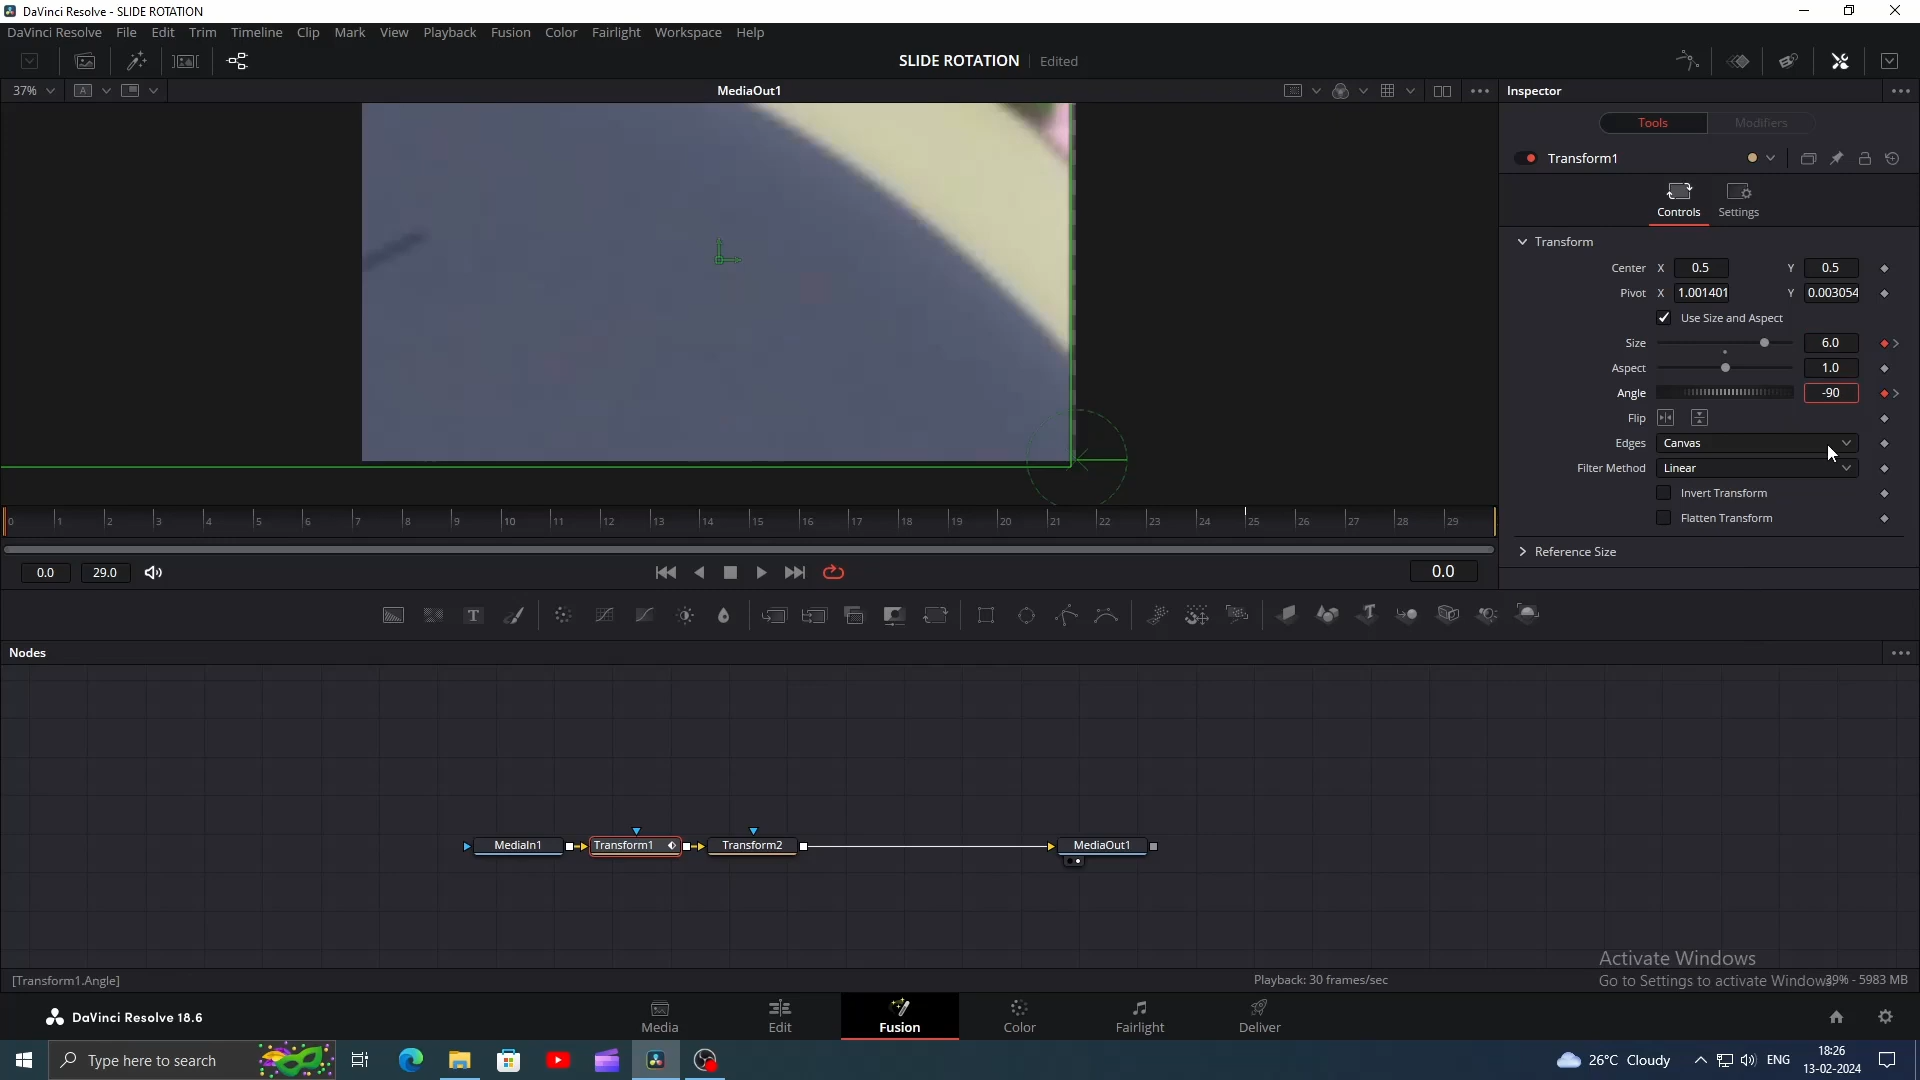 DaVinci Resolve - SLIDE ROTATION
DaVinci Resolve File Edit Trim Timeline Clip Mark View Playback Fusion Color Fairlight Workspace Help
SLIDE ROTATION Edited
37% A MediaOut1 Inspector
Tools Modifiers
Transform1
Controls Settings
Transform
Center X 0.5 Y 0.5
Pivot X 1.001401 Y 0.003054
Use Size and Aspect
Size 6.0
Aspect 1.0
Angle -90
Flip
Edges Canvas
Filter Method Linear
Invert Transform
Flatten Transform
Reference Size
0 1 2 3 4 5 6 7 8 9 10 11 12 13 14 15 16 17 18 19 20 21 22 23 24 25 26 27 28 29
0.0 29.0 0.0
T T
Nodes
MediaIn1 Transform1 Transform2 MediaOut1
Activate Windows
Go to Settings to activate Windows.
[Transform1.Angle] Playback: 30 frames/sec 39% - 5983 MB
DaVinci Resolve 18.6
Media Edit Fusion Color Fairlight Deliver
Type here to search
26°C Cloudy ENG
18:26
13-02-2024